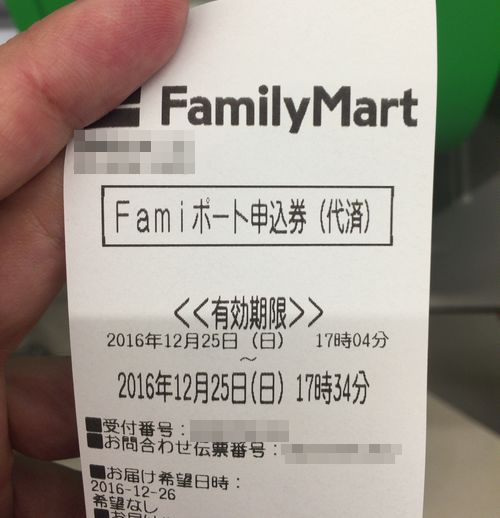 FamilyMart
Famiポート申込券(代済)
<<有効期限>>
2016年12月25日(日) 17時04分
~
2016年12月25日(日) 17時34分
■受付番号:
■お問合わせ伝票番号:
■お届け希望日時:
2016-12-26
希望なし